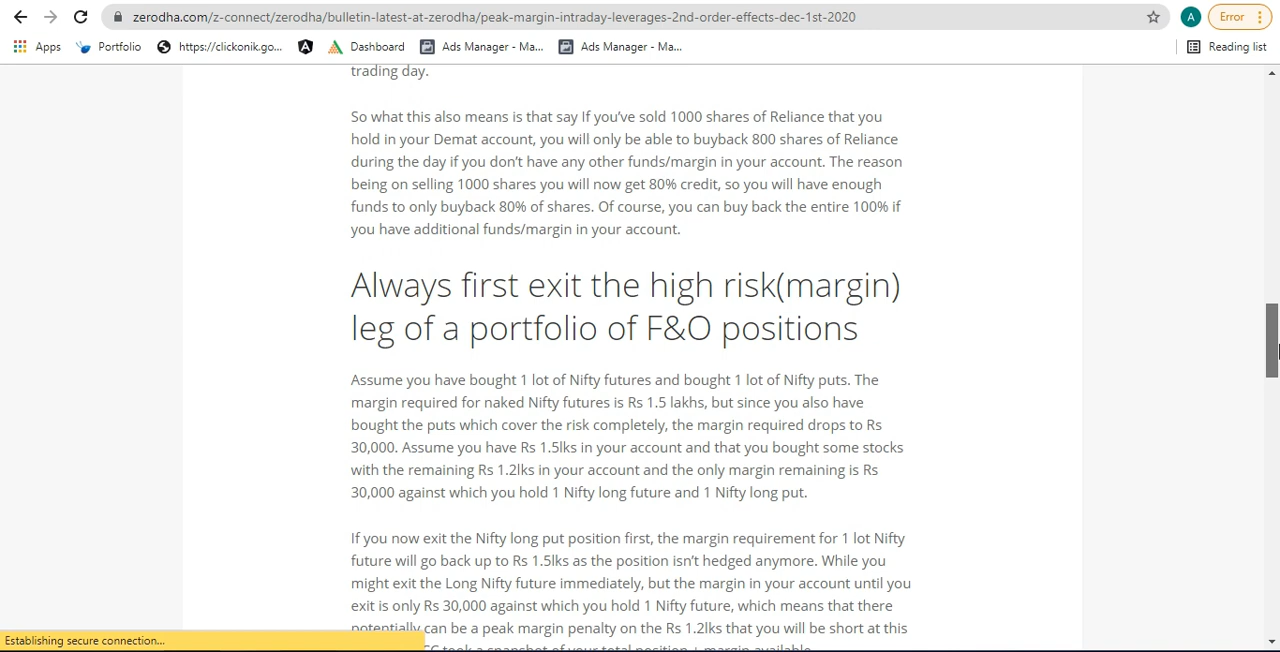 zerodha.com/z-connect/zerodha/bulletin-latest-at-zerodha/peak-margin-intraday-leverages-2nd-order-effects-dec-1st-2020
A
Error
Apps
Portfolio
https://clickonik.go...
Dashboard
Ads Manager - Ma...
Ads Manager - Ma...
Reading list
trading day.
So what this also means is that say If you've sold 1000 shares of Reliance that you
hold in your Demat account, you will only be able to buyback 800 shares of Reliance
during the day if you don't have any other funds/margin in your account. The reason
being on selling 1000 shares you will now get 80% credit, so you will have enough
funds to only buyback 80% of shares. Of course, you can buy back the entire 100% if
you have additional funds/margin in your account.
Always first exit the high risk(margin)
leg of a portfolio of F&O positions
Assume you have bought 1 lot of Nifty futures and bought 1 lot of Nifty puts. The
margin required for naked Nifty futures is Rs 1.5 lakhs, but since you also have
bought the puts which cover the risk completely, the margin required drops to Rs
30,000. Assume you have Rs 1.5lks in your account and that you bought some stocks
with the remaining Rs 1.2lks in your account and the only margin remaining is Rs
30,000 against which you hold 1 Nifty long future and 1 Nifty long put.
If you now exit the Nifty long put position first, the margin requirement for 1 lot Nifty
future will go back up to Rs 1.5lks as the position isn't hedged anymore. While you
might exit the Long Nifty future immediately, but the margin in your account until you
exit is only Rs 30,000 against which you hold 1 Nifty future, which means that there
potentially can be a peak margin penalty on the Rs 1.2lks that you will be short at this
took a snapshot of your total position + margin available
Establishing secure connection...